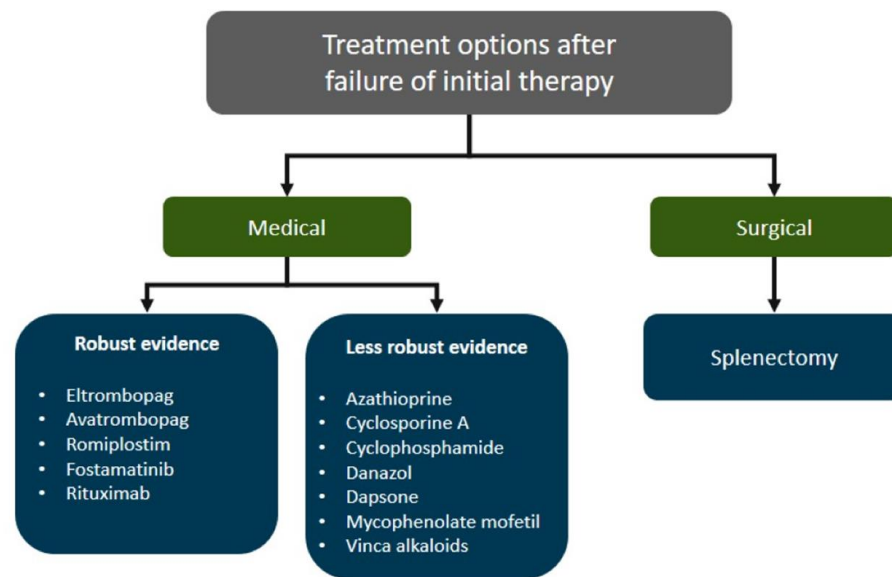 Treatment options after
failure of initial therapy
Medical
Surgical
Robust evidence
• Eltrombopag
• Avatrombopag
• Romiplostim
• Fostamatinib
• Rituximab
Less robust evidence
• Azathioprine
• Cyclosporine A
• Cyclophosphamide
• Danazol
• Dapsone
• Mycophenolate mofetil
• Vinca alkaloids
Splenectomy